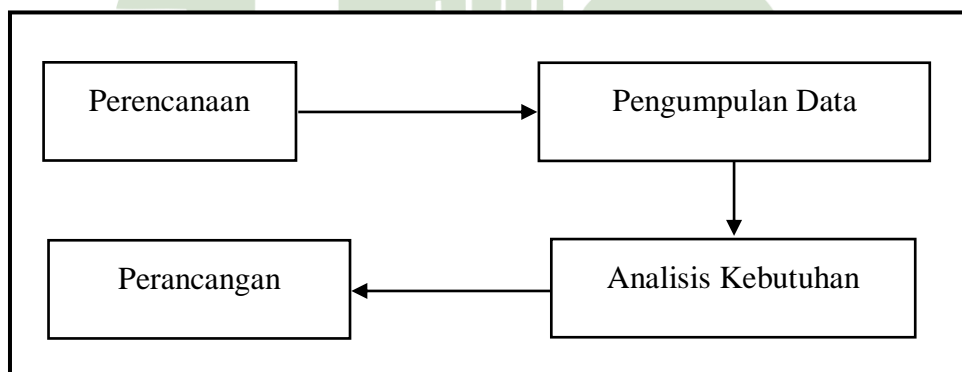 Perencanaan
Pengumpulan Data
Analisis Kebutuhan
Perancangan